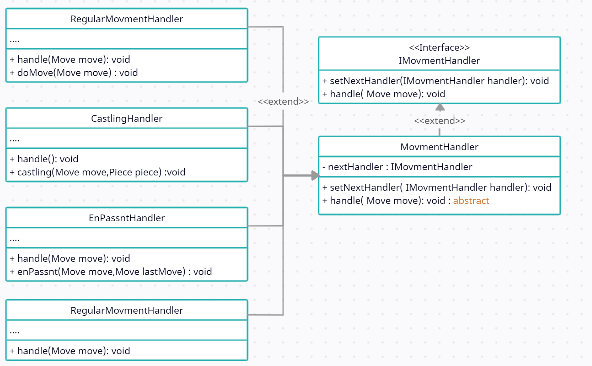 RegularMovmentHandler
....
+ handle(Move move): void
+ doMove(Move move) : void
<<extend>>
CastlingHandler
....
+ handle(): void
+ castling(Move move,Piece piece) :void
EnPassntHandler
....
+ handle(Move move): void
+ enPassnt(Move move,Move lastMove) : void
RegularMovmentHandler
....
+ handle(Move move): void
<<Interface>>
IMovmentHandler
+ setNextHandler(IMovmentHandler handler): void
+ handle( Move move): void
<<extend>>
MovmentHandler
- nextHandler : IMovmentHandler
+ setNextHandler( IMovmentHandler handler): void
+ handle( Move move): void : abstract